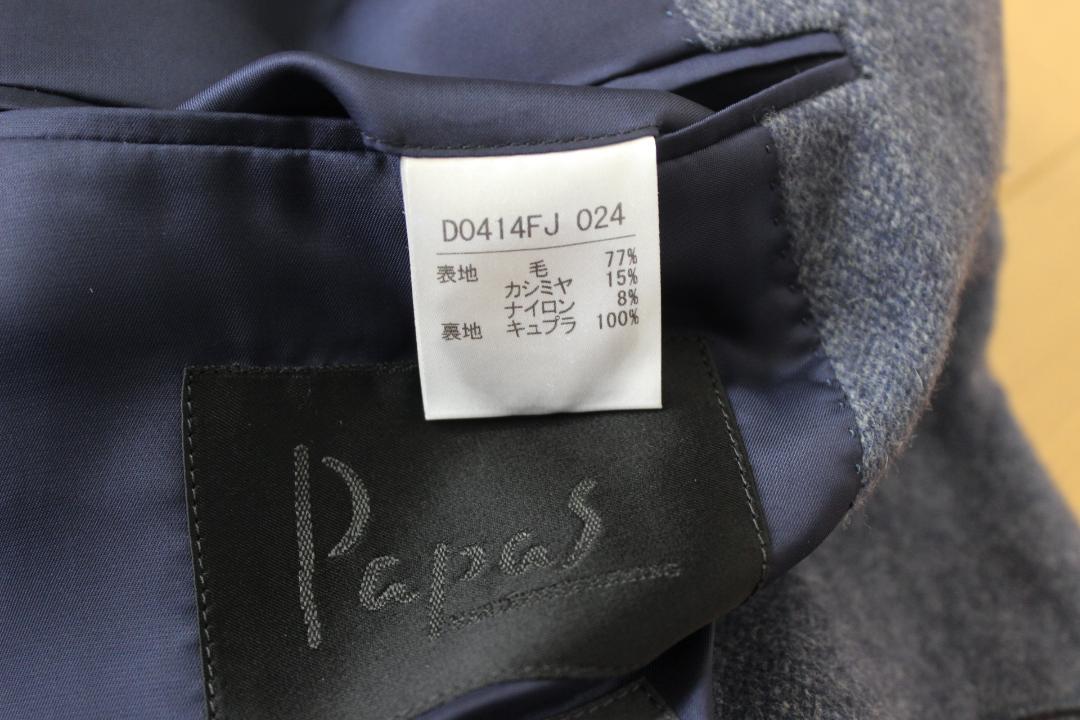 DO414FJ 024
表地 毛 77%
カシミヤ 15%
ナイロン 8%
裏地 キュプラ 100%
Papas